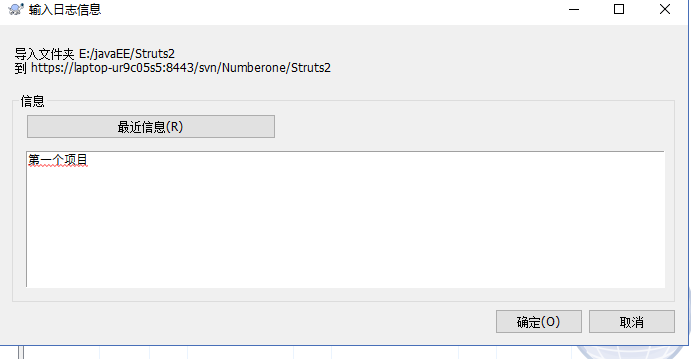 输入日志信息
导入文件夹 E:/javaEE/Struts2
到 https://laptop-ur9c05s5:8443/svn/Numberone/Struts2
信息
最近信息(R)
第一个项目
确定(O)
取消